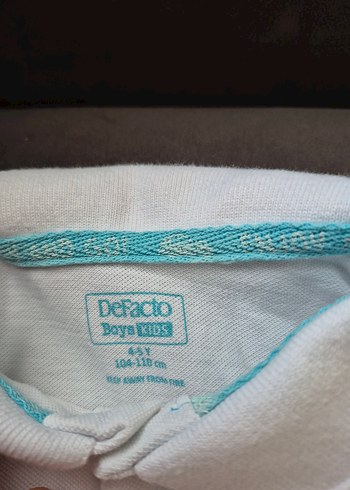 DeFacto
Boys KIDS
4-5 Y
104-110 cm
KEEP AWAY FROM FIRE